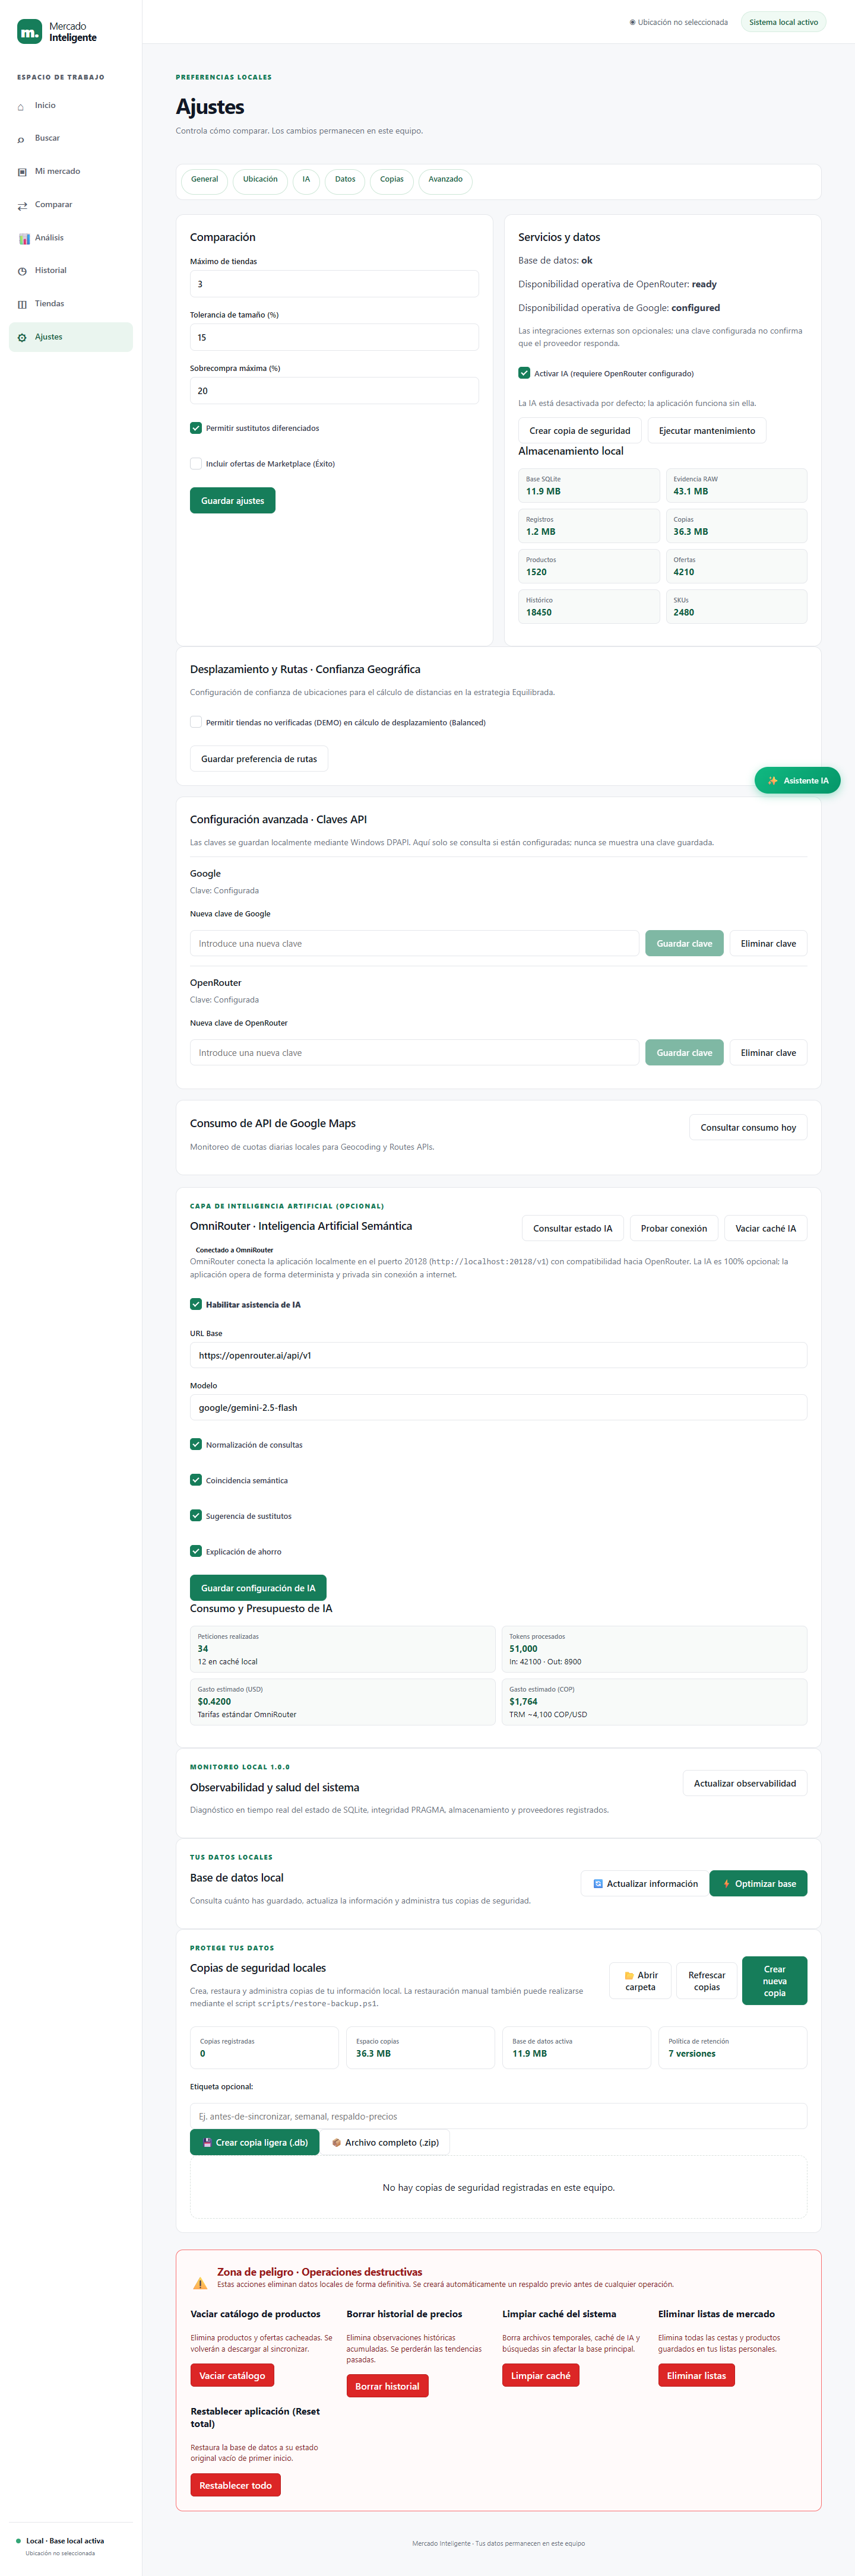 m.
Mercado
Inteligente
ESPACIO DE TRABAJO
Inicio
Buscar
Mi mercado
Comparar
Análisis
Historial
Tiendas
Ajustes
Local · Base local activa
Ubicación no seleccionada
Ubicación no seleccionada
Sistema local activo
PREFERENCIAS LOCALES
Ajustes
Controla cómo comparar. Los cambios permanecen en este equipo.
General
Ubicación
IA
Datos
Copias
Avanzado
Comparación
Máximo de tiendas
3
Tolerancia de tamaño (%)
15
Sobrecompra máxima (%)
20
Permitir sustitutos diferenciados
Incluir ofertas de Marketplace (Éxito)
Guardar ajustes
Servicios y datos
Base de datos: ok
Disponibilidad operativa de OpenRouter: ready
Disponibilidad operativa de Google: configured
Las integraciones externas son opcionales; una clave configurada no confirma
que el proveedor responda.
Activar IA (requiere OpenRouter configurado)
La IA está desactivada por defecto; la aplicación funciona sin ella.
Crear copia de seguridad
Ejecutar mantenimiento
Almacenamiento local
Base SQLite
11.9 MB
Evidencia RAW
43.1 MB
Registros
1.2 MB
Copias
36.3 MB
Productos
1520
Ofertas
4210
Histórico
18450
SKUs
2480
Desplazamiento y Rutas · Confianza Geográfica
Configuración de confianza de ubicaciones para el cálculo de distancias en la estrategia Equilibrada.
Permitir tiendas no verificadas (DEMO) en cálculo de desplazamiento (Balanced)
Guardar preferencia de rutas
Asistente IA
Configuración avanzada · Claves API
Las claves se guardan localmente mediante Windows DPAPI. Aquí solo se consulta si están configuradas; nunca se muestra una clave guardada.
Google
Clave: Configurada
Nueva clave de Google
Introduce una nueva clave
Guardar clave
Eliminar clave
OpenRouter
Clave: Configurada
Nueva clave de OpenRouter
Introduce una nueva clave
Guardar clave
Eliminar clave
Consumo de API de Google Maps
Monitoreo de cuotas diarias locales para Geocoding y Routes APIs.
Consultar consumo hoy
CAPA DE INTELIGENCIA ARTIFICIAL (OPCIONAL)
OmniRouter · Inteligencia Artificial Semántica
Consultar estado IA
Probar conexión
Vaciar caché IA
Conectado a OmniRouter
OmniRouter conecta la aplicación localmente en el puerto 20128 (http://localhost:20128/v1) con compatibilidad hacia OpenRouter. La IA es 100% opcional; la
aplicación opera de forma determinista y privada sin conexión a internet.
Habilitar asistencia de IA
URL Base
https://openrouter.ai/api/v1
Modelo
google/gemini-2.5-flash
Normalización de consultas
Coincidencia semántica
Sugerencia de sustitutos
Explicación de ahorro
Guardar configuración de IA
Consumo y Presupuesto de IA
Peticiones realizadas
34
12 en caché local
Tokens procesados
51,000
In: 42100 · Out: 8900
Gasto estimado (USD)
$0.4200
Tarifas estándar OmniRouter
Gasto estimado (COP)
$1,764
TRM ~4,100 COP/USD
MONITOREO LOCAL 1.0.0
Observabilidad y salud del sistema
Diagnóstico en tiempo real del estado de SQLite, integridad PRAGMA, almacenamiento y proveedores registrados.
Actualizar observabilidad
TUS DATOS LOCALES
Base de datos local
Consulta cuánto has guardado, actualiza la información y administra tus copias de seguridad.
Actualizar información
Optimizar base
PROTEGE TUS DATOS
Copias de seguridad locales
Crea, restaura y administra copias de tu información local. La restauración manual también puede realizarse
mediante el script scripts/restore-backup.ps1.
Abrir
carpeta
Refrescar
copias
Crear
nueva
copia
Copias registradas
0
Espacio copias
36.3 MB
Base de datos activa
11.9 MB
Política de retención
7 versiones
Etiqueta opcional:
Ej. antes-de-sincronizar, semanal, respaldo-precios
Crear copia ligera (.db)
Archivo completo (.zip)
No hay copias de seguridad registradas en este equipo.
Zona de peligro · Operaciones destructivas
Estas acciones eliminan datos locales de forma definitiva. Se creará automáticamente un respaldo previo antes de cualquier operación.
Vaciar catálogo de productos
Elimina productos y ofertas cacheadas. Se
volverán a descargar al sincronizar.
Vaciar catálogo
Borrar historial de precios
Elimina observaciones históricas
acumuladas. Se perderán las tendencias
pasadas.
Borrar historial
Limpiar caché del sistema
Borra archivos temporales, caché de IA y
búsquedas sin afectar la base principal.
Limpiar caché
Eliminar listas de mercado
Elimina todas las cestas y productos
guardados en tus listas personales.
Eliminar listas
Restablecer aplicación (Reset
total)
Restaura la base de datos a su estado
original vacío de primer inicio.
Restablecer todo
Mercado Inteligente · Tus datos permanecen en este equipo